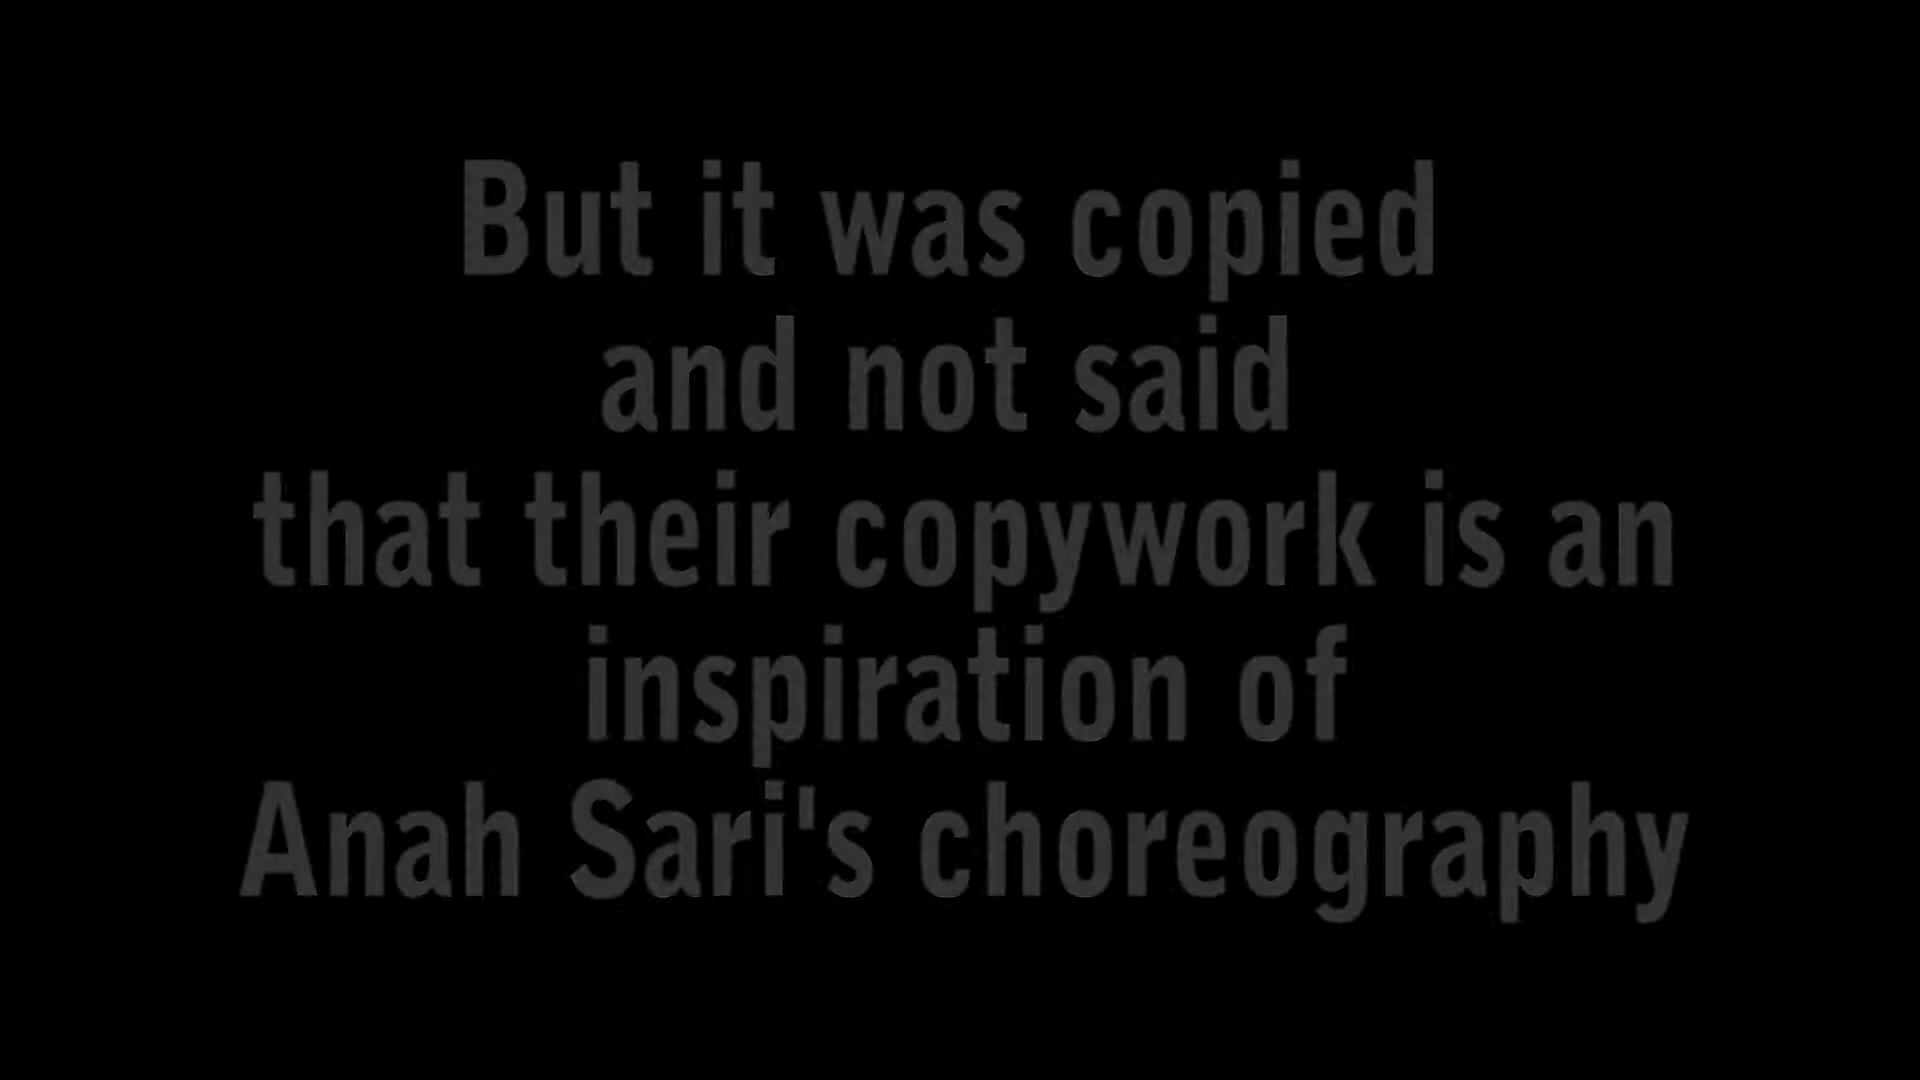 But it was copied
and not said
that their copywork is an
inspiration of
Anah Sari's choreography